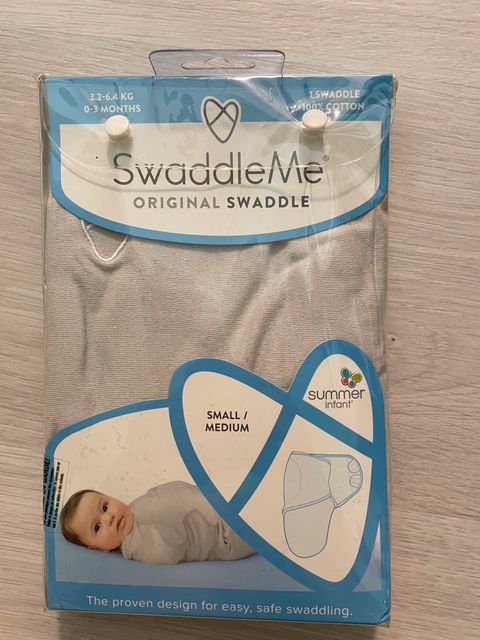 3.2-6.4 KG
0-3 MONTHS
1 SWADDLE
100% COTTON
SwaddleMe®
ORIGINAL SWADDLE
summer
infant®
SMALL /
MEDIUM
The proven design for easy, safe swaddling.